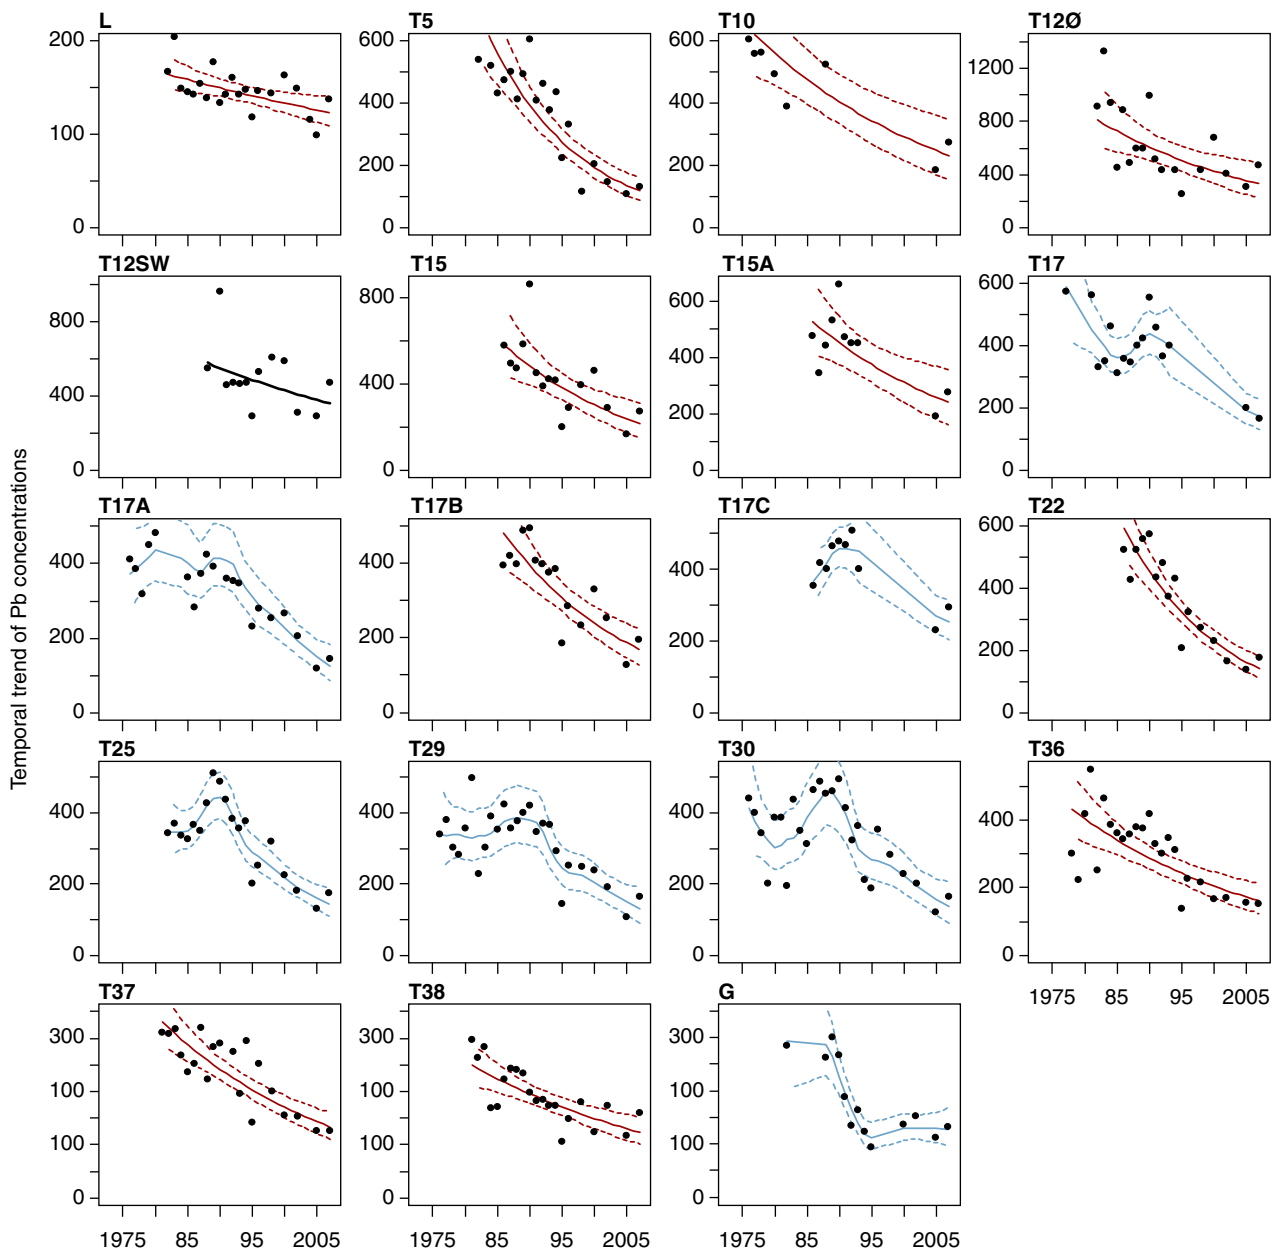 L T5 T10 T12Ø
200 600 600 1200
100 400 400 800
200 200 400
0 0 0 0
T12SW T15 T15A T17
800 800 600 600
400 400 400 400
200 200
0 0 0 0
Temporal trend of Pb concentrations
T17A T17B T17C T22
400 400 400 600
200 200 200 400
200
0 0 0 0
T25 T29 T30 T36
400 400 400 400
200 200 200 200
0 0 0 0
1975 85 95 2005
T37 T38 G
300 300 300
100 100 100
100 100 100
0 0 0
1975 85 95 2005 1975 85 95 2005 1975 85 95 2005